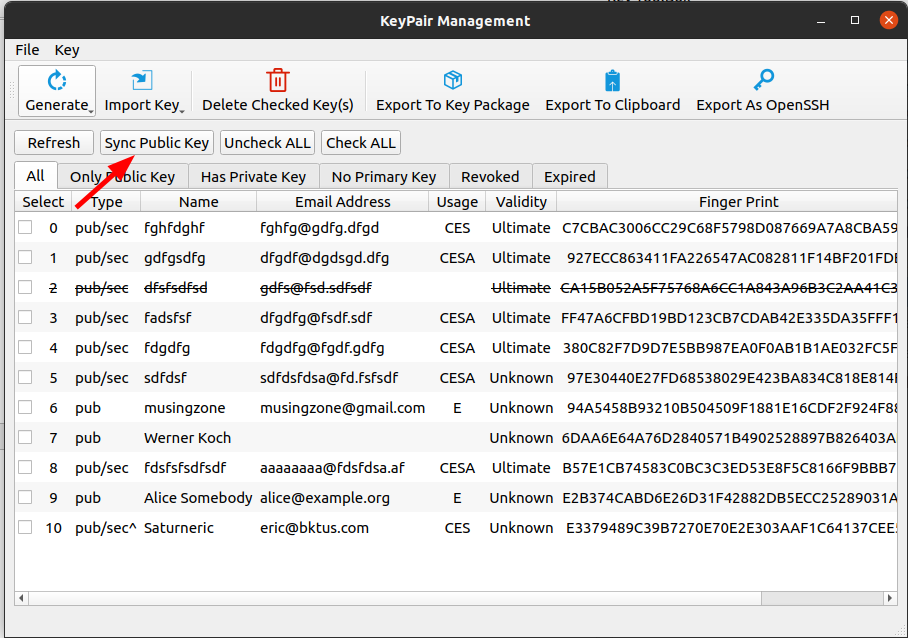 KeyPair Management
File Key
Generate Import Key Delete Checked Key(s) Export To Key Package Export To Clipboard Export As OpenSSH
Refresh Sync Public Key Uncheck ALL Check ALL
All Only Public Key Has Private Key No Primary Key Revoked Expired
Select Type Name Email Address Usage Validity Finger Print
0 pub/sec fghfdghf fghfg@gdfg.dfgd CES Ultimate C7CBAC3006CC29C68F5798D087669A7A8CBA59
1 pub/sec gdfgsdfg dfgdf@dgdsgd.dfg CESA Ultimate 927ECC863411FA226547AC082811F14BF201FD
2 pub/sec dfsfsdfsd gdfs@fsd.sdfsdf Ultimate CA15B052A5F75768A6CC1A843A96B3C2AA41C3
3 pub/sec fadsfsf dfgdfg@fsdf.sdf CESA Ultimate FF47A6CFBD19BD123CB7CDAB42E335DA35FFF1
4 pub/sec fdgdfg fdgdfg@fgdf.gdfg CESA Ultimate 380C82F7D9D7E5BB987EA0F0AB1B1AE032FC5F
5 pub/sec sdfdsf sdfdsfdsa@fd.fsfsdf CESA Unknown 97E30440E27FD68538029E423BA834C818E814
6 pub musingzone musingzone@gmail.com E Unknown 94A5458B93210B504509F1881E16CDF2F924F8
7 pub Werner Koch Unknown 6DAA6E64A76D2840571B4902528897B826403A
8 pub/sec fdsfsfsdfsdf aaaaaaaa@fdsfdsa.af CESA Ultimate B57E1CB74583C0BC3C3ED53E8F5C8166F9BBB7
9 pub Alice Somebody alice@example.org E Unknown E2B374CABD6E26D31F42882DB5ECC25289031A
10 pub/sec^ Saturneric eric@bktus.com CES Unknown E3379489C39B7270E70E2E303AAF1C64137CEE